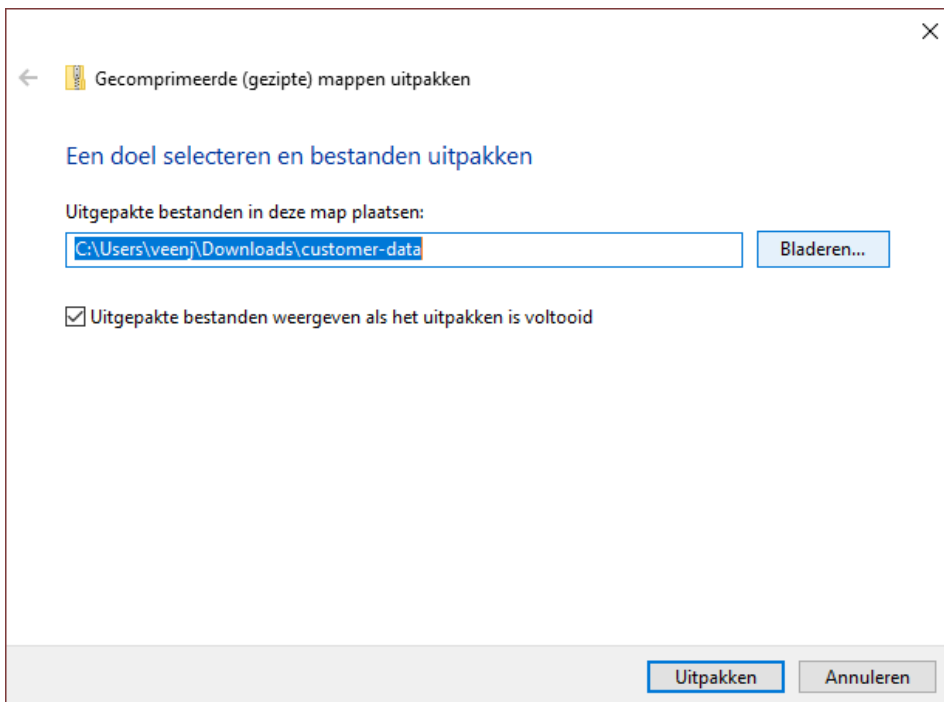 Gecomprimeerde (gezipte) mappen uitpakken
Een doel selecteren en bestanden uitpakken
Uitgepakte bestanden in deze map plaatsen:
C:\Users\veenj\Downloads\customer-data
Bladeren...
Uitgepakte bestanden weergeven als het uitpakken is voltooid
Uitpakken
Annuleren